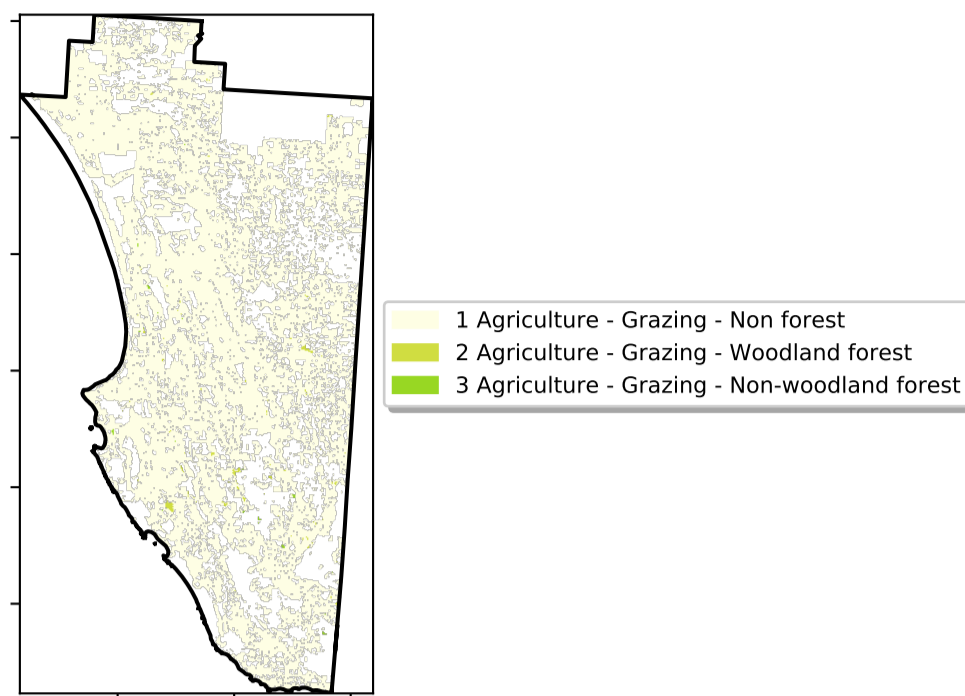 1 Agriculture - Grazing - Non forest
2 Agriculture - Grazing - Woodland forest
3 Agriculture - Grazing - Non-woodland forest